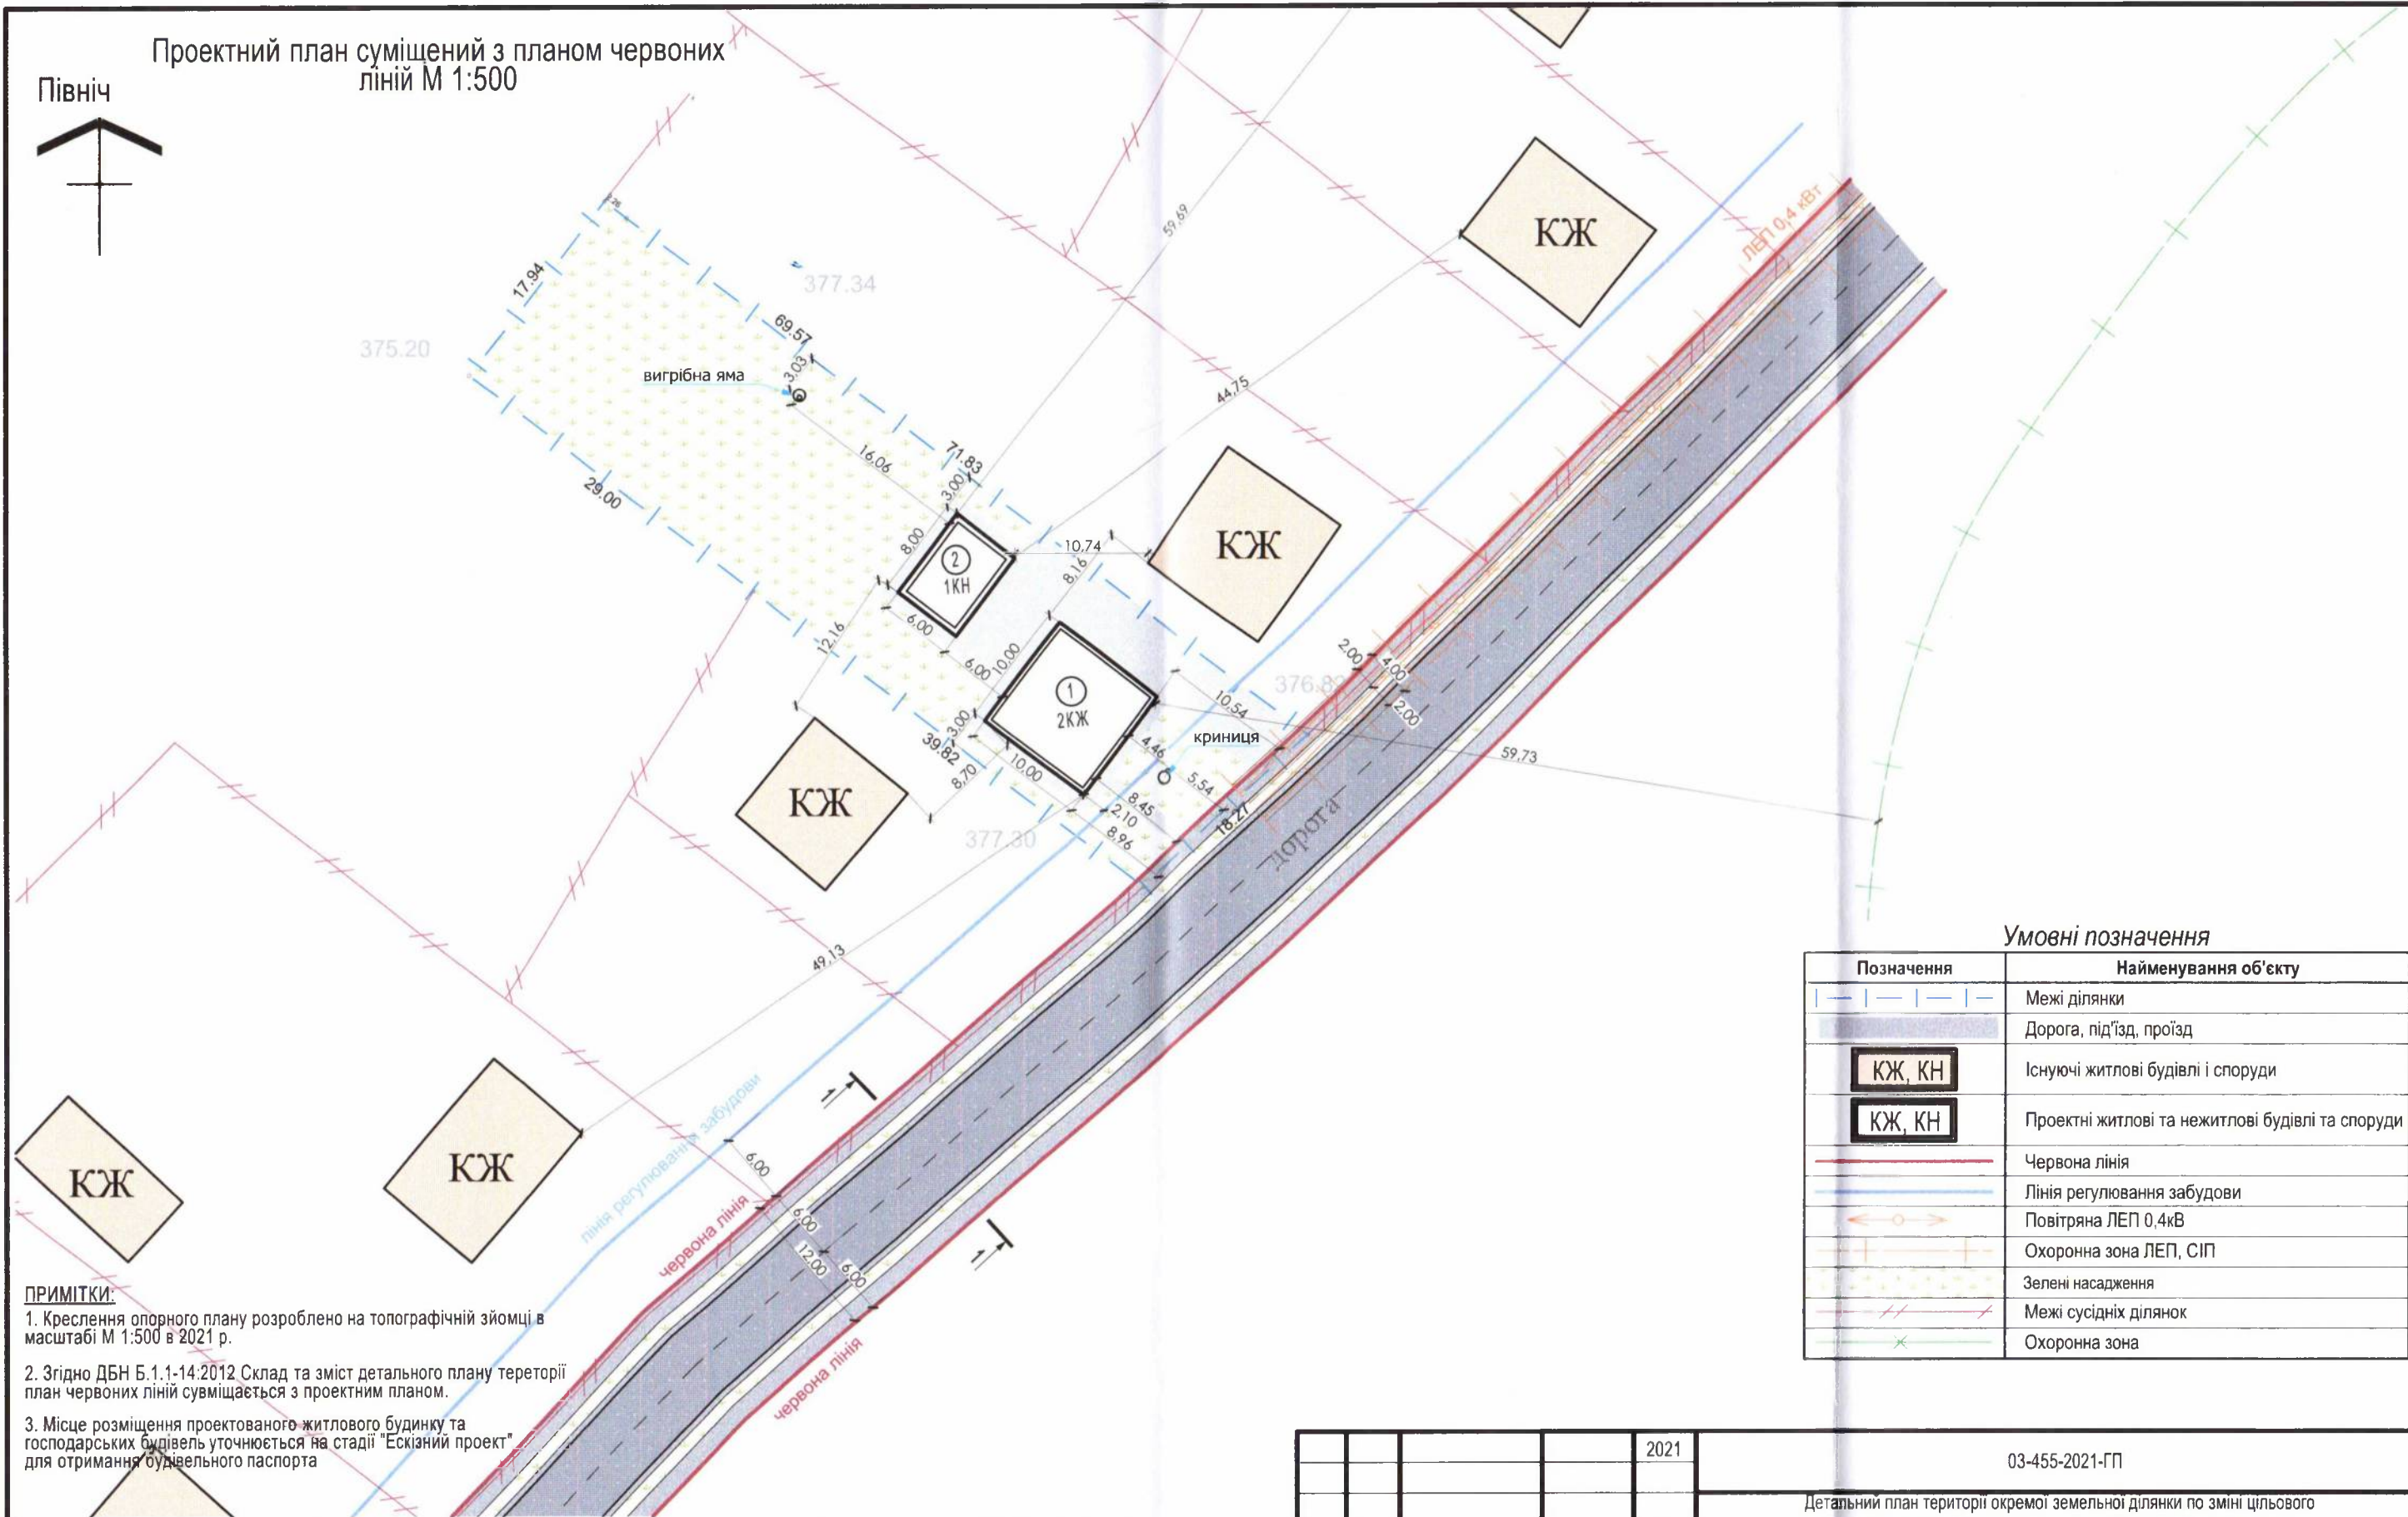 Проектний план суміщений з планом червоних
ліній М 1:500
Північ
17.94
375.20
377.34
69.57
3,03
вигрібна яма
16,06
71.83
3,00
29.00
59,69
44,75
КЖ
ЛЕП 0,4 кВт
КЖ
8,00
2
1КН
10,74
8,16
6,00
12,16
6,00
10,00
1
2КЖ
3,00
39.82
8,70
10,00
10,54
376.82
криниця
4,46
5,54
8,45
2,10
8,96
18.27
2,00
4,00
2,00
59,73
дорога
КЖ
377.30
49,13
КЖ
КЖ
лінія регулювання забудови
червона лінія
1
1
6,00
6,00
12,00
6,00
червона лінія
Умовні позначення
Позначення
Найменування об'єкту
Межі ділянки
Дорога, під'їзд, проїзд
КЖ, КН
Існуючі житлові будівлі і споруди
КЖ, КН
Проектні житлові та нежитлові будівлі та споруди
Червона лінія
Лінія регулювання забудови
Повітряна ЛЕП 0,4кВ
Охоронна зона ЛЕП, СІП
Зелені насадження
Межі сусідніх ділянок
Охоронна зона
ПРИМІТКИ:
1. Креслення опорного плану розроблено на топографічній зйомці в
масштабі М 1:500 в 2021 р.
2. Згідно ДБН Б.1.1-14:2012 Склад та зміст детального плану тереторії
план червоних ліній сувміщається з проектним планом.
3. Місце розміщення проектованого житлового будинку та
господарських будівель уточнюється на стадії "Ескізний проект"
для отримання будівельного паспорта
2021
03-455-2021-ГП
Детальний план території окремої земельної ділянки по зміні цільового